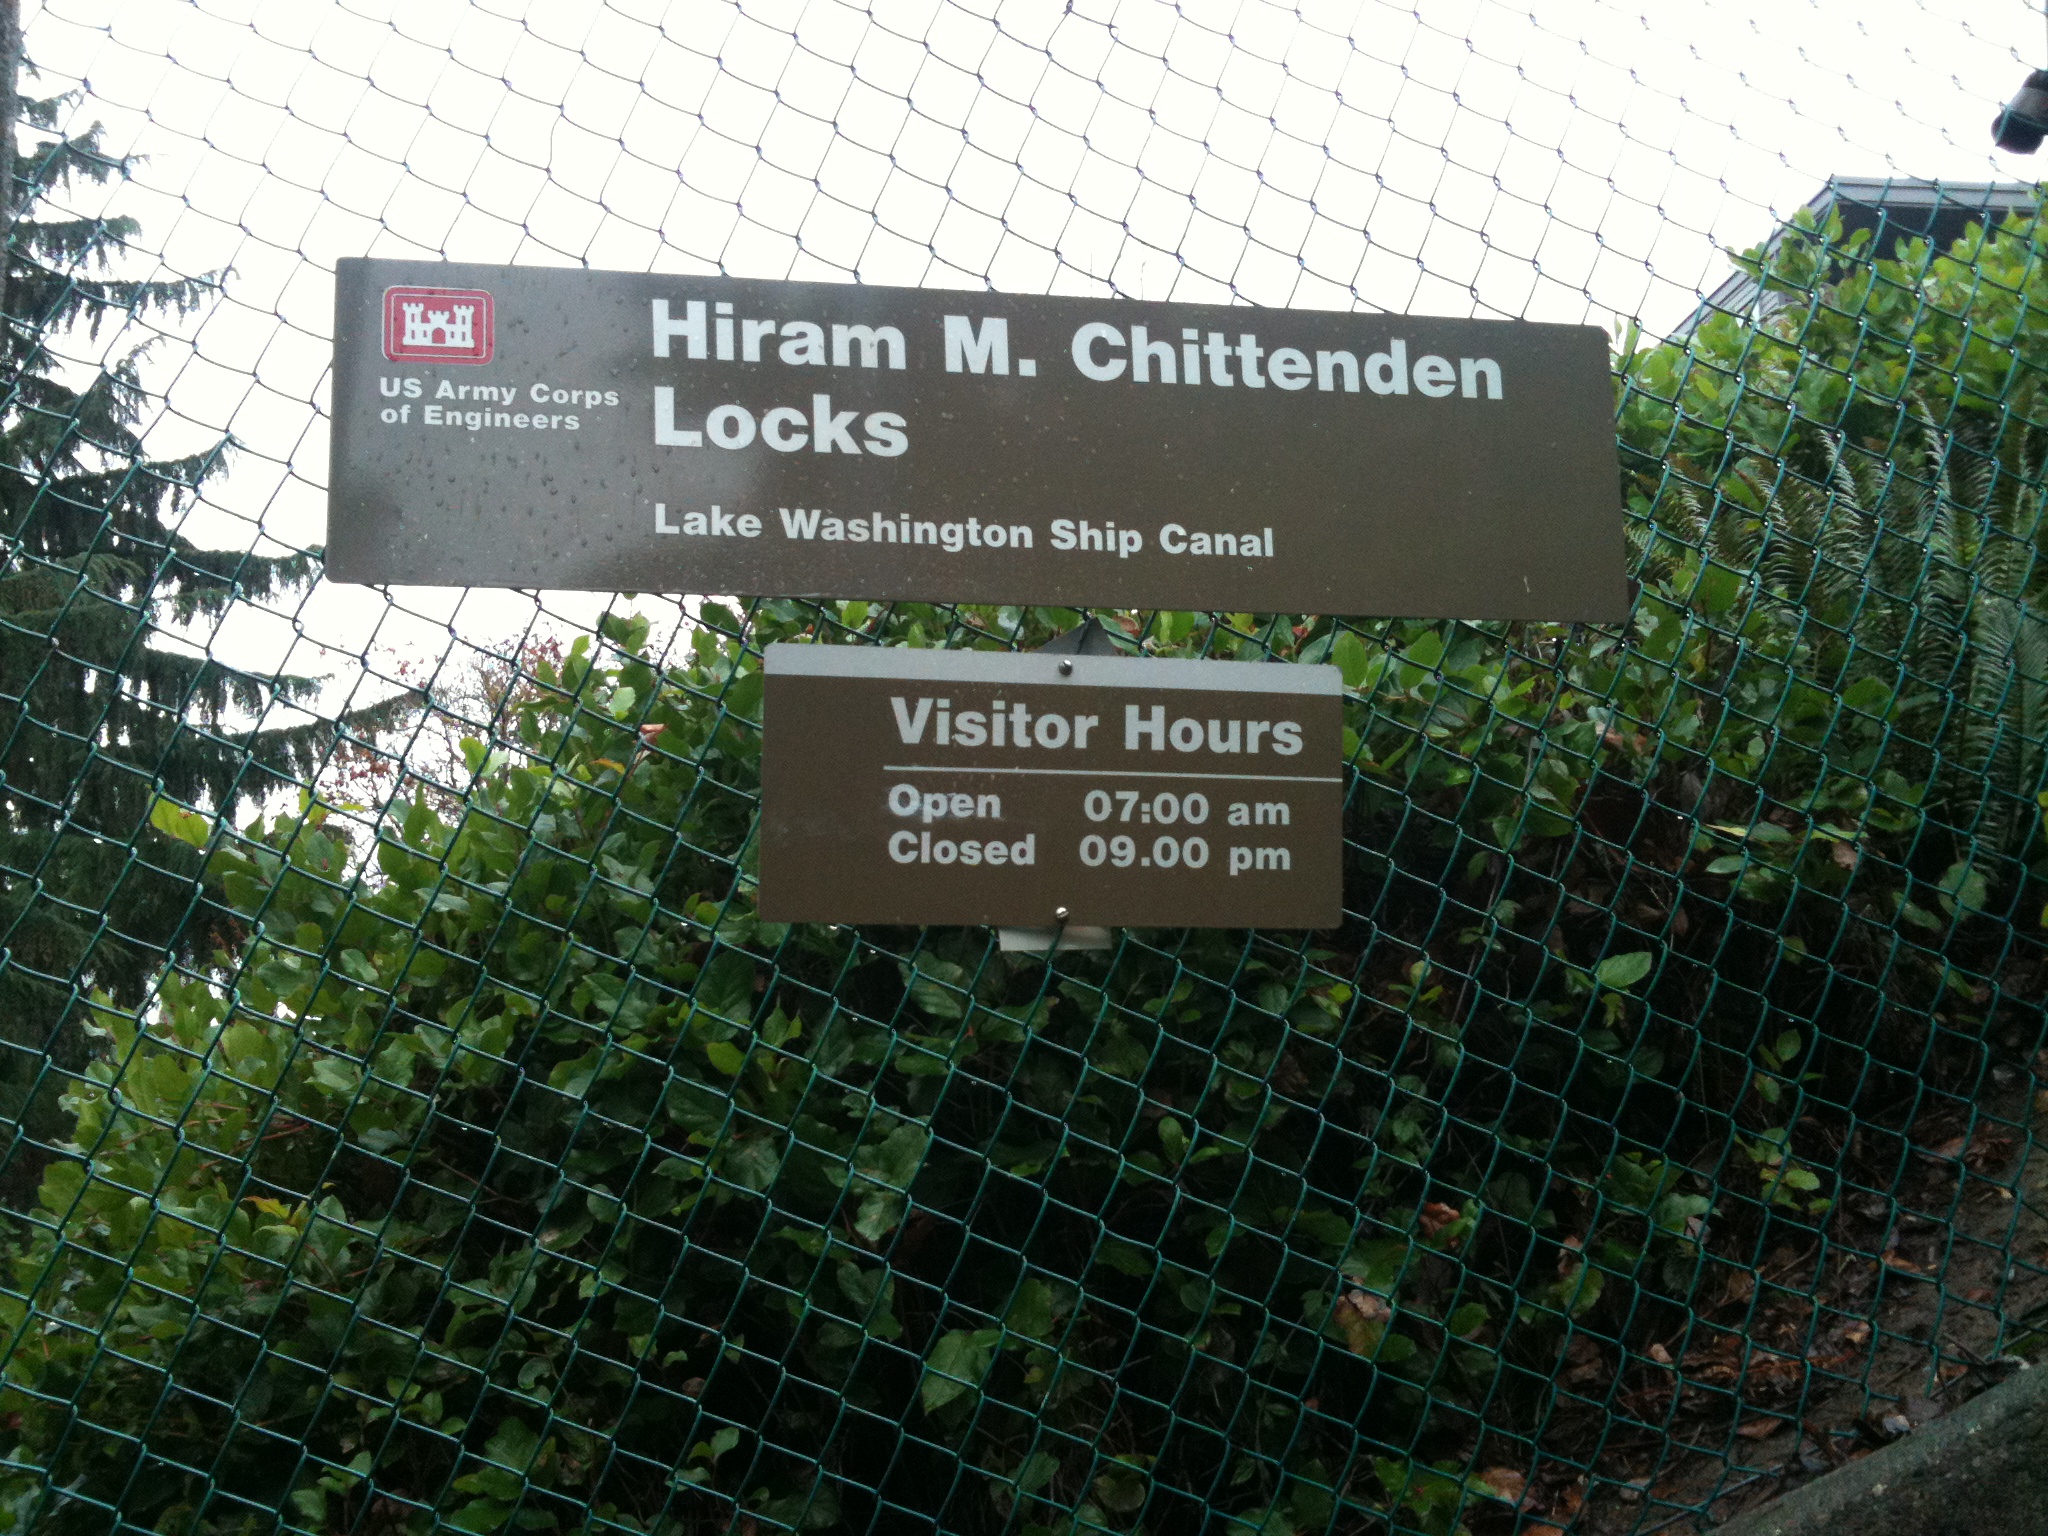 US Army Corps
of Engineers
Hiram M. Chittenden
Locks
Lake Washington Ship Canal
Visitor Hours
Open 07:00 am
Closed 09.00 pm